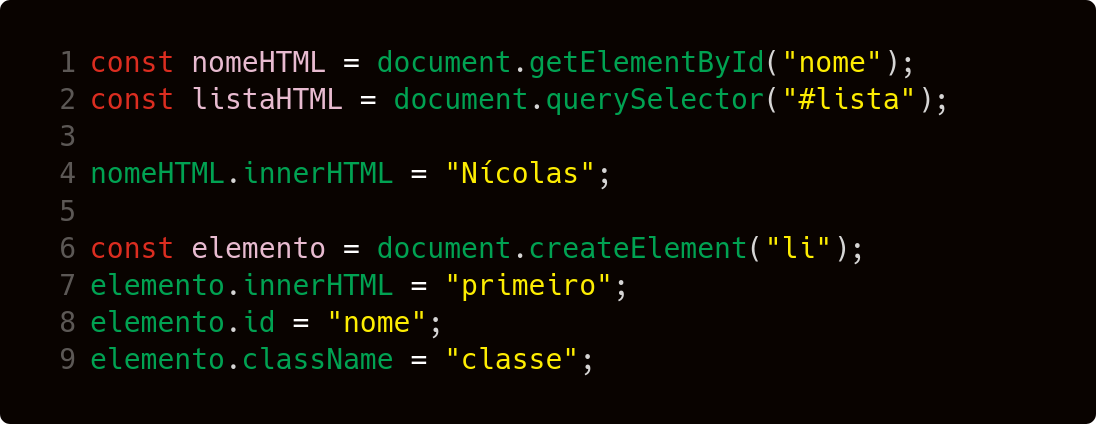 1 const nomeHTML = document.getElementById("nome");
2 const listaHTML = document.querySelector("#lista");
3
4 nomeHTML.innerHTML = "Nícolas";
5
6 const elemento = document.createElement("li");
7 elemento.innerHTML = "primeiro";
8 elemento.id = "nome";
9 elemento.className = "classe";